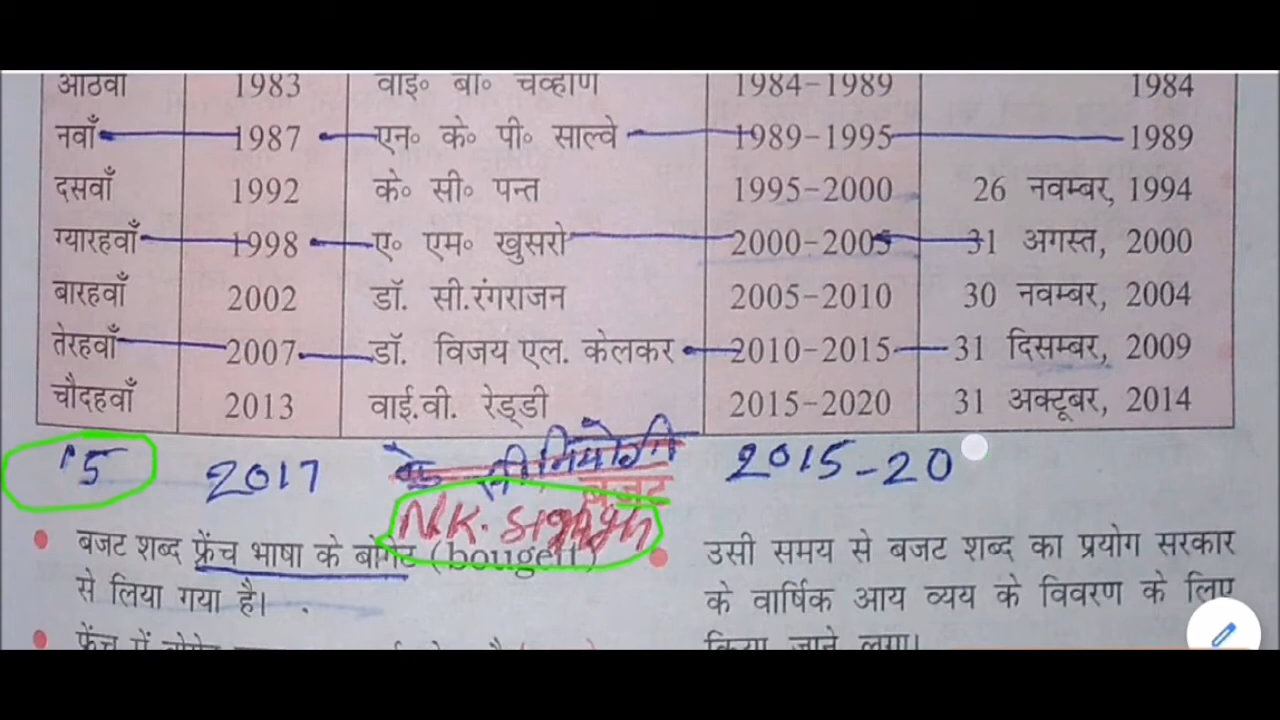 आठवाँ 1983 वाई० बी० चव्हाण 1984-1989 1984
नवाँ 1987 एन० के० पी० साल्वे 1989-1995 1989
दसवाँ 1992 के० सी० पन्त 1995-2000 26 नवम्बर, 1994
ग्यारहवाँ 1998 ए० एम० खुसरो 2000-2005 31 अगस्त, 2000
बारहवाँ 2002 डॉ. सी.रंगराजन 2005-2010 30 नवम्बर, 2004
तेरहवाँ 2007 डॉ. विजय एल. केलकर 2010-2015 31 दिसम्बर, 2009
चौदहवाँ 2013 वाई.वी. रेड्डी 2015-2020 31 अक्टूबर, 2014
15 2017 के सी नियोगी 2015-20
बजट
N.K. Singh
बजट शब्द फ्रेंच भाषा के बोगेट (bougett)
से लिया गया है।
फ्रेंच में
उसी समय से बजट शब्द का प्रयोग सरकार
के वार्षिक आय व्यय के विवरण के लिए
किया जाने लगा।